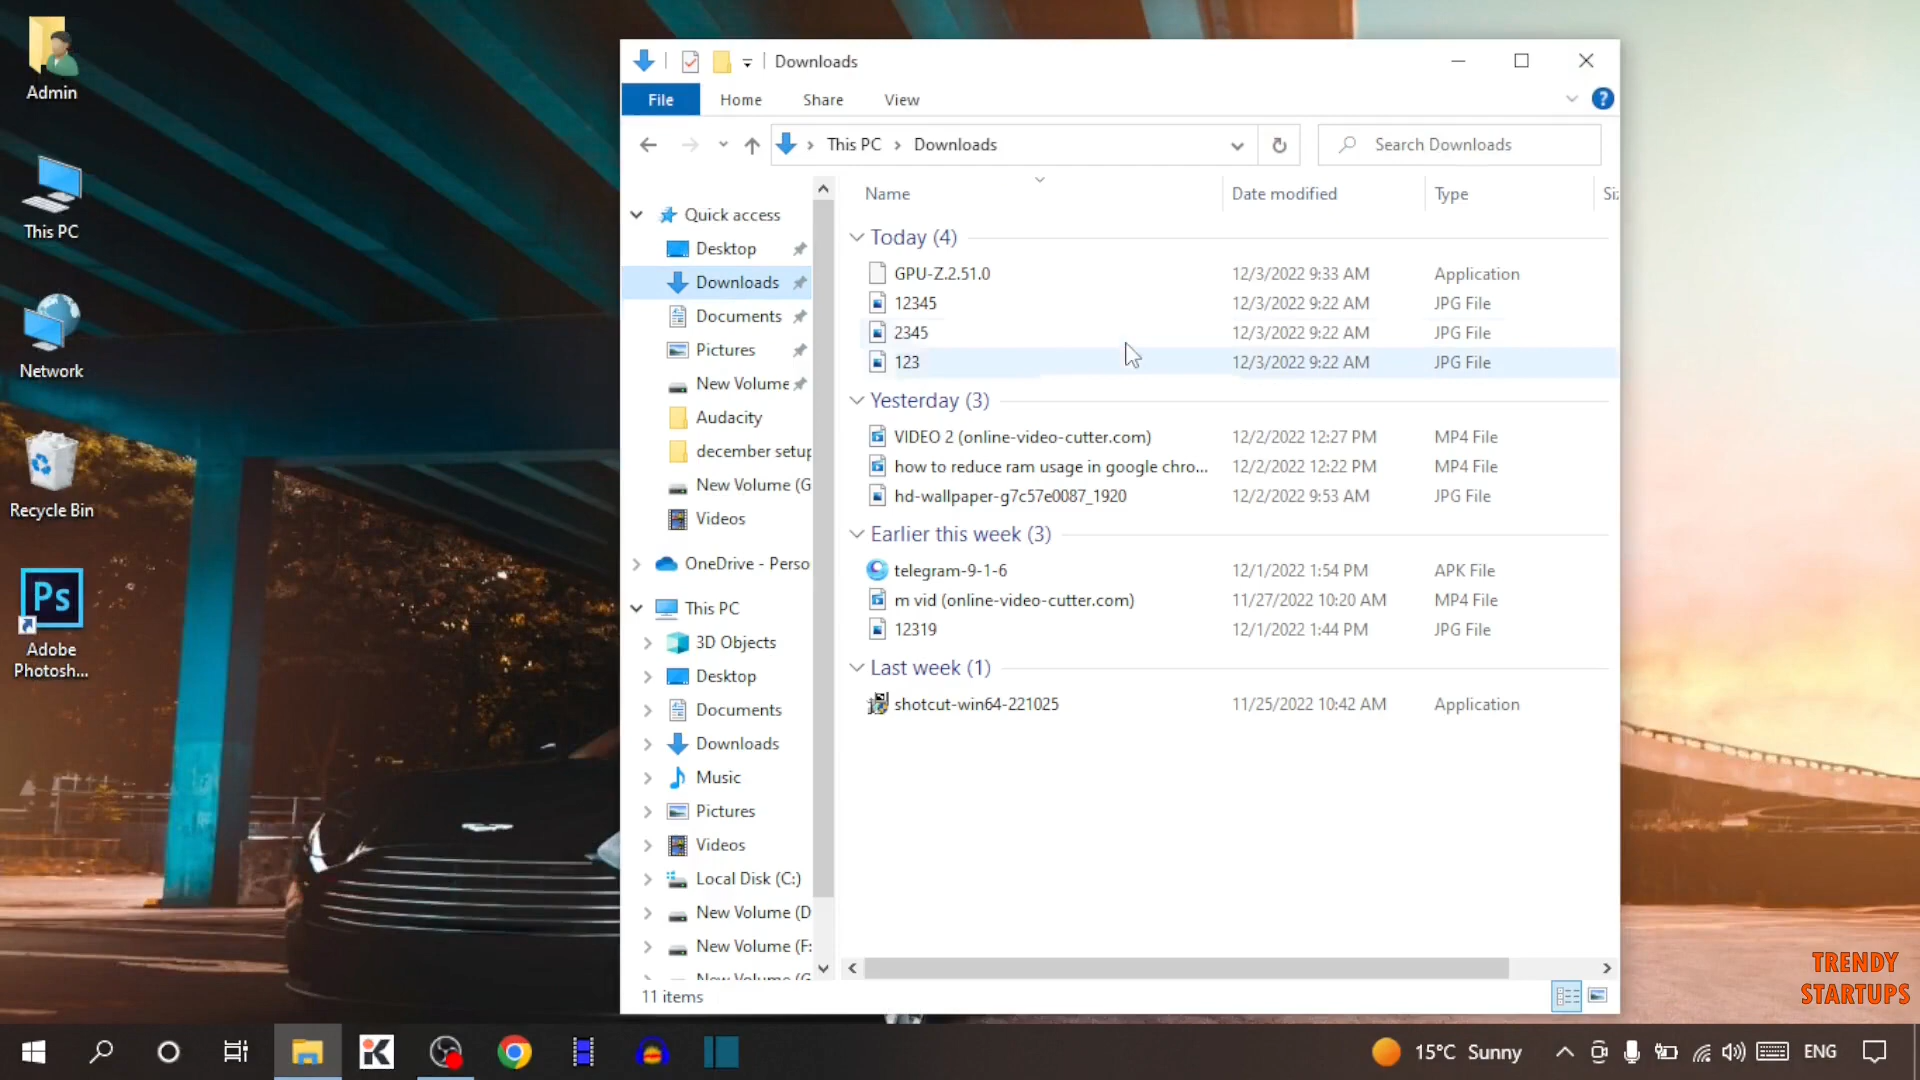 Admin
This PC
Network
Recycle Bin
Ps
Adobe
Photosh...
Downloads
File Home Share View
?
This PC > Downloads
Search Downloads
Name Date modified Type Siz
Quick access
Desktop
Downloads
Documents
Pictures
New Volume
Audacity
december setup
New Volume (G
Videos
OneDrive - Perso
This PC
3D Objects
Desktop
Documents
Downloads
Music
Pictures
Videos
Local Disk (C:)
New Volume (D
New Volume (F:
New Volume (G
Today (4)
GPU-Z.2.51.0 12/3/2022 9:33 AM Application
12345 12/3/2022 9:22 AM JPG File
2345 12/3/2022 9:22 AM JPG File
123 12/3/2022 9:22 AM JPG File
Yesterday (3)
VIDEO 2 (online-video-cutter.com) 12/2/2022 12:27 PM MP4 File
how to reduce ram usage in google chro... 12/2/2022 12:22 PM MP4 File
hd-wallpaper-g7c57e0087_1920 12/2/2022 9:53 AM JPG File
Earlier this week (3)
telegram-9-1-6 12/1/2022 1:54 PM APK File
m vid (online-video-cutter.com) 11/27/2022 10:20 AM MP4 File
12319 12/1/2022 1:44 PM JPG File
Last week (1)
shotcut-win64-221025 11/25/2022 10:42 AM Application
11 items
TRENDY
STARTUPS
K
15°C Sunny
ENG